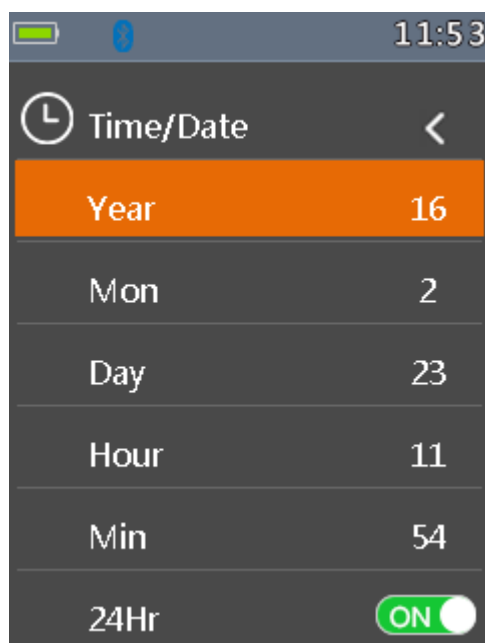 11:53
Time/Date
Year 16
Mon 2
Day 23
Hour 11
Min 54
24Hr ON